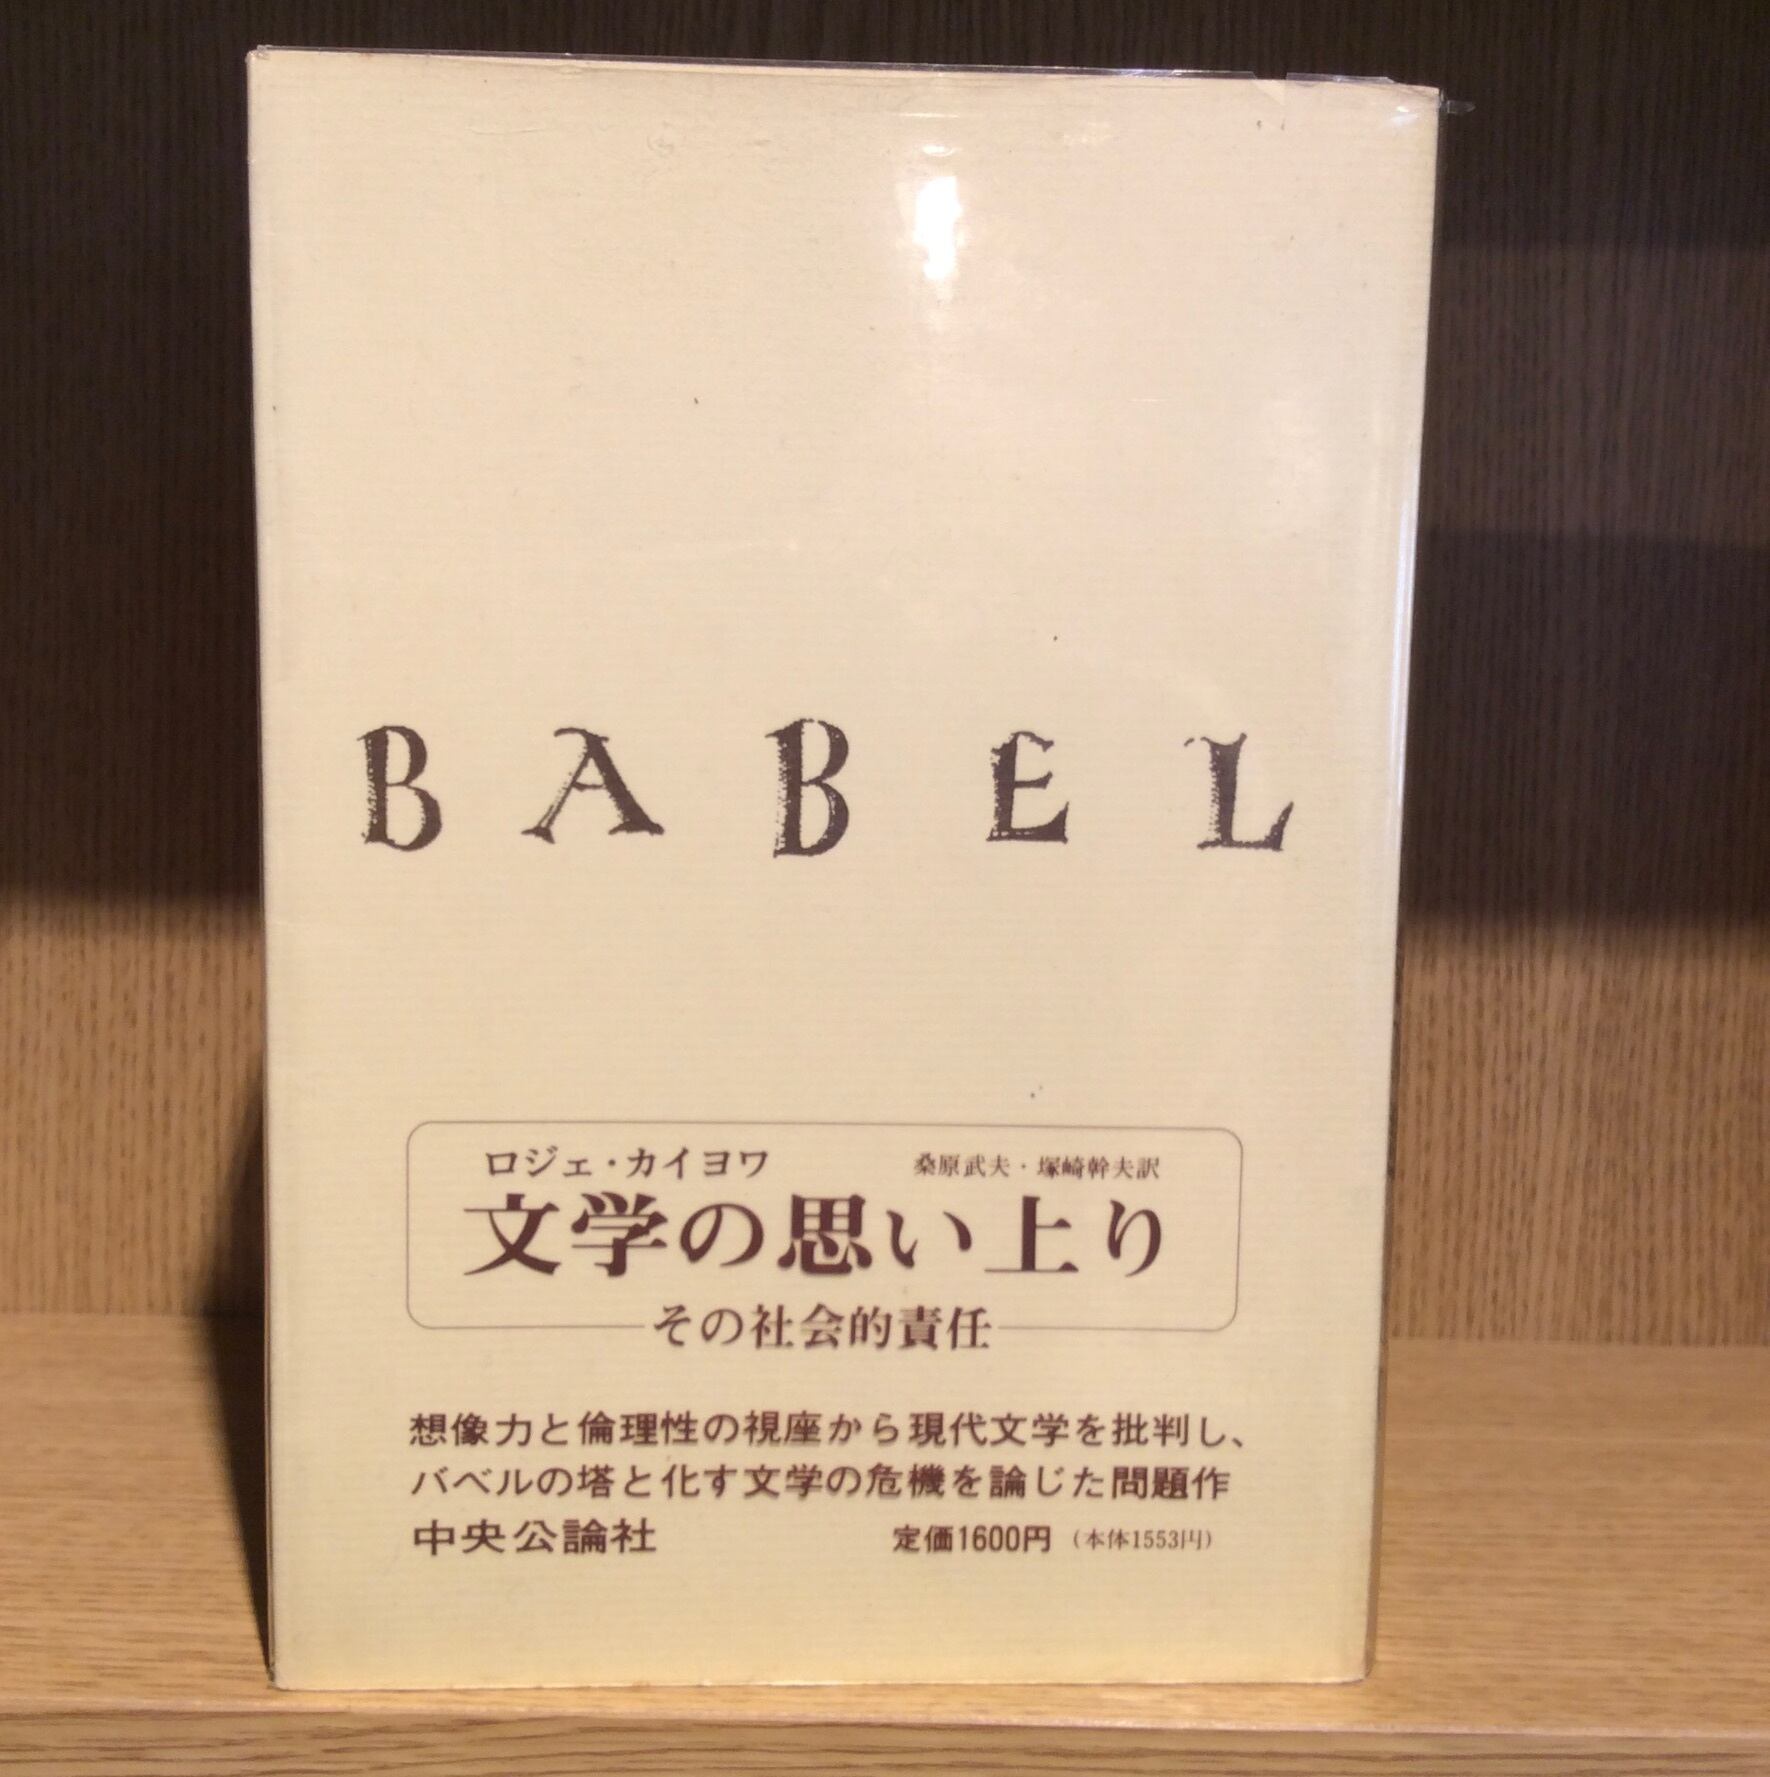 BABEL
ロジェ・カイヨワ 桑原武夫・塚崎幹夫訳
文学の思い上り
その社会的責任
想像力と倫理性の視座から現代文学を批判し、
バベルの塔と化す文学の危機を論じた問題作
中央公論社 定価1600円（本体1553円）